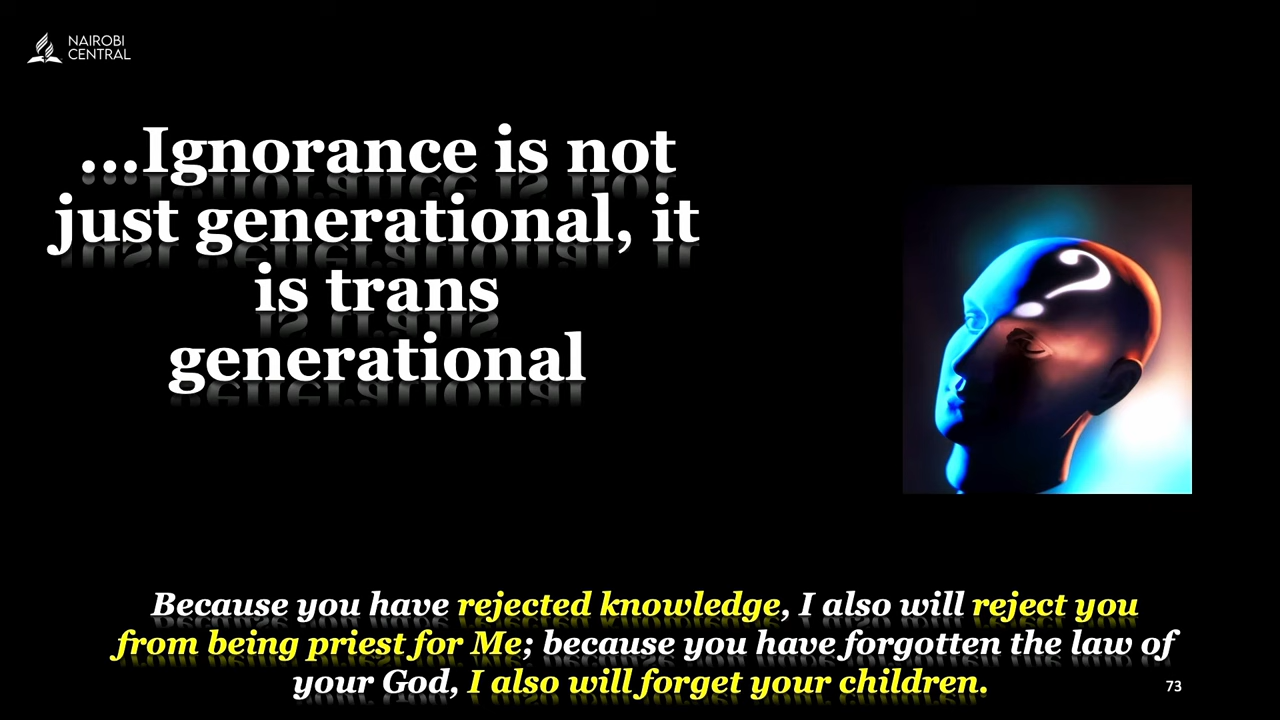 NAIROBI
CENTRAL
...Ignorance is not
just generational, it
is trans
generational
?
Because you have rejected knowledge, I also will reject you
from being priest for Me; because you have forgotten the law of
your God, I also will forget your children.
73